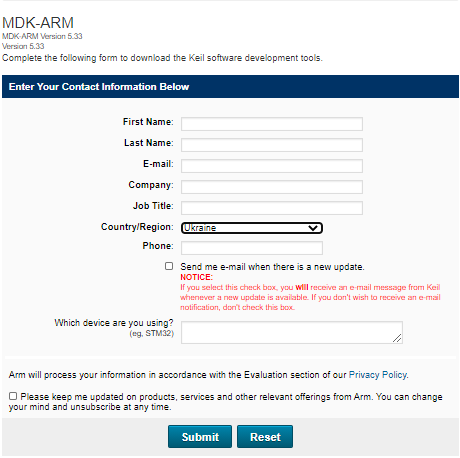 MDK-ARM
MDK-ARM Version 5.33
Version 5.33
Complete the following form to download the Keil software development tools.
Enter Your Contact Information Below
First Name:
Last Name:
E-mail:
Company:
Job Title:
Country/Region: Ukraine
Phone:
Send me e-mail when there is a new update.
NOTICE:
If you select this check box, you will receive an e-mail message from Keil
whenever a new update is available. If you don't wish to receive an e-mail
notification, don't check this box.
Which device are you using?
(eg, STM32)
Arm will process your information in accordance with the Evaluation section of our Privacy Policy.
Please keep me updated on products, services and other relevant offerings from Arm. You can change
your mind and unsubscribe at any time.
Submit Reset